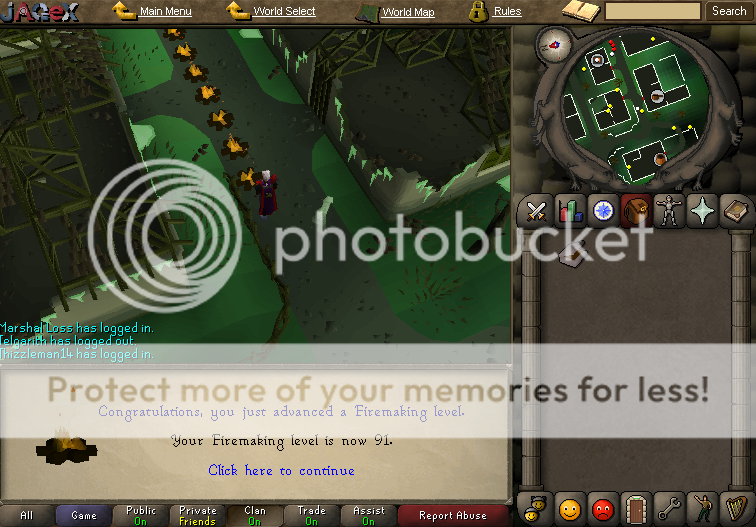 JAGEX Main Menu World Select World Map Rules Search
photobucket
Marshal Loss has logged in.
Telgarith has logged out.
Thizzleman14 has logged in.
Protect more of your memories for less!
Congratulations, you just advanced a Firemaking level.
Your Firemaking level is now 91.
Click here to continue
All Game Public Private Clan Trade Assist Report Abuse
On Friends On On On